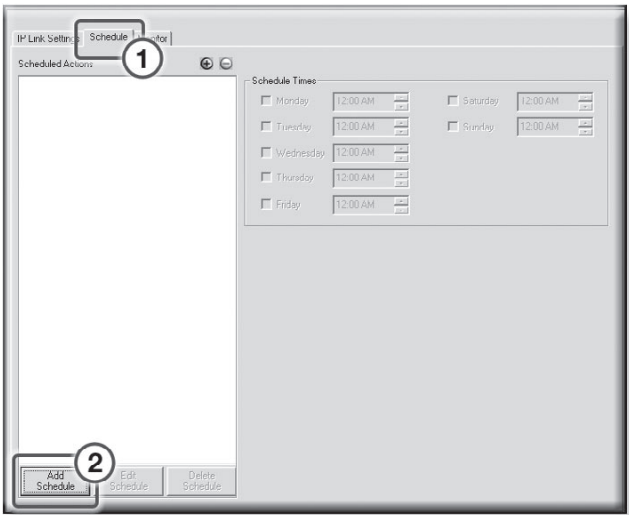 IP Link Settings Schedule Monitor
1
Scheduled Actions
Schedule Times
Monday 12:00 AM Saturday 12:00 AM
Tuesday 12:00 AM Sunday 12:00 AM
Wednesday 12:00 AM
Thursday 12:00 AM
Friday 12:00 AM
2
Add Edit Delete
Schedule Schedule Schedule